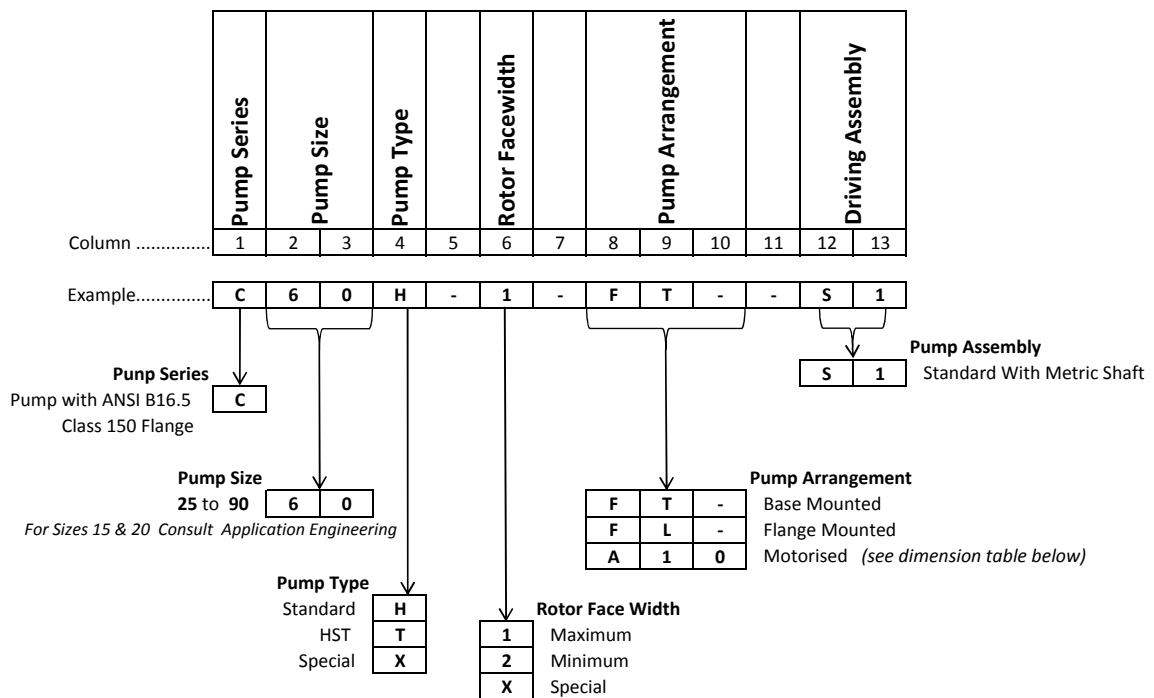 Pump Series
Pump Size
Pump Type
Rotor Facewidth
Pump Arrangement
Driving Assembly
Column ............... 1 2 3 4 5 6 7 8 9 10 11 12 13
Example............... C 6 0 H - 1 - F T - - S 1
Pump Assembly
S 1 Standard With Metric Shaft
Punp Series
Pump with ANSI B16.5 C
Class 150 Flange
Pump Size
25 to 90 6 0
For Sizes 15 & 20 Consult Application Engineering
Pump Arrangement
F T - Base Mounted
F L - Flange Mounted
A 1 0 Motorised (see dimension table below)
Pump Type
Standard H
HST T
Special X
Rotor Face Width
1 Maximum
2 Minimum
X Special